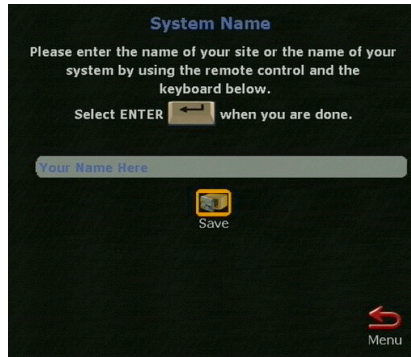 System Name
Please enter the name of your site or the name of your
system by using the remote control and the
keyboard below.
Select ENTER when you are done.
Your Name Here
Save
Menu